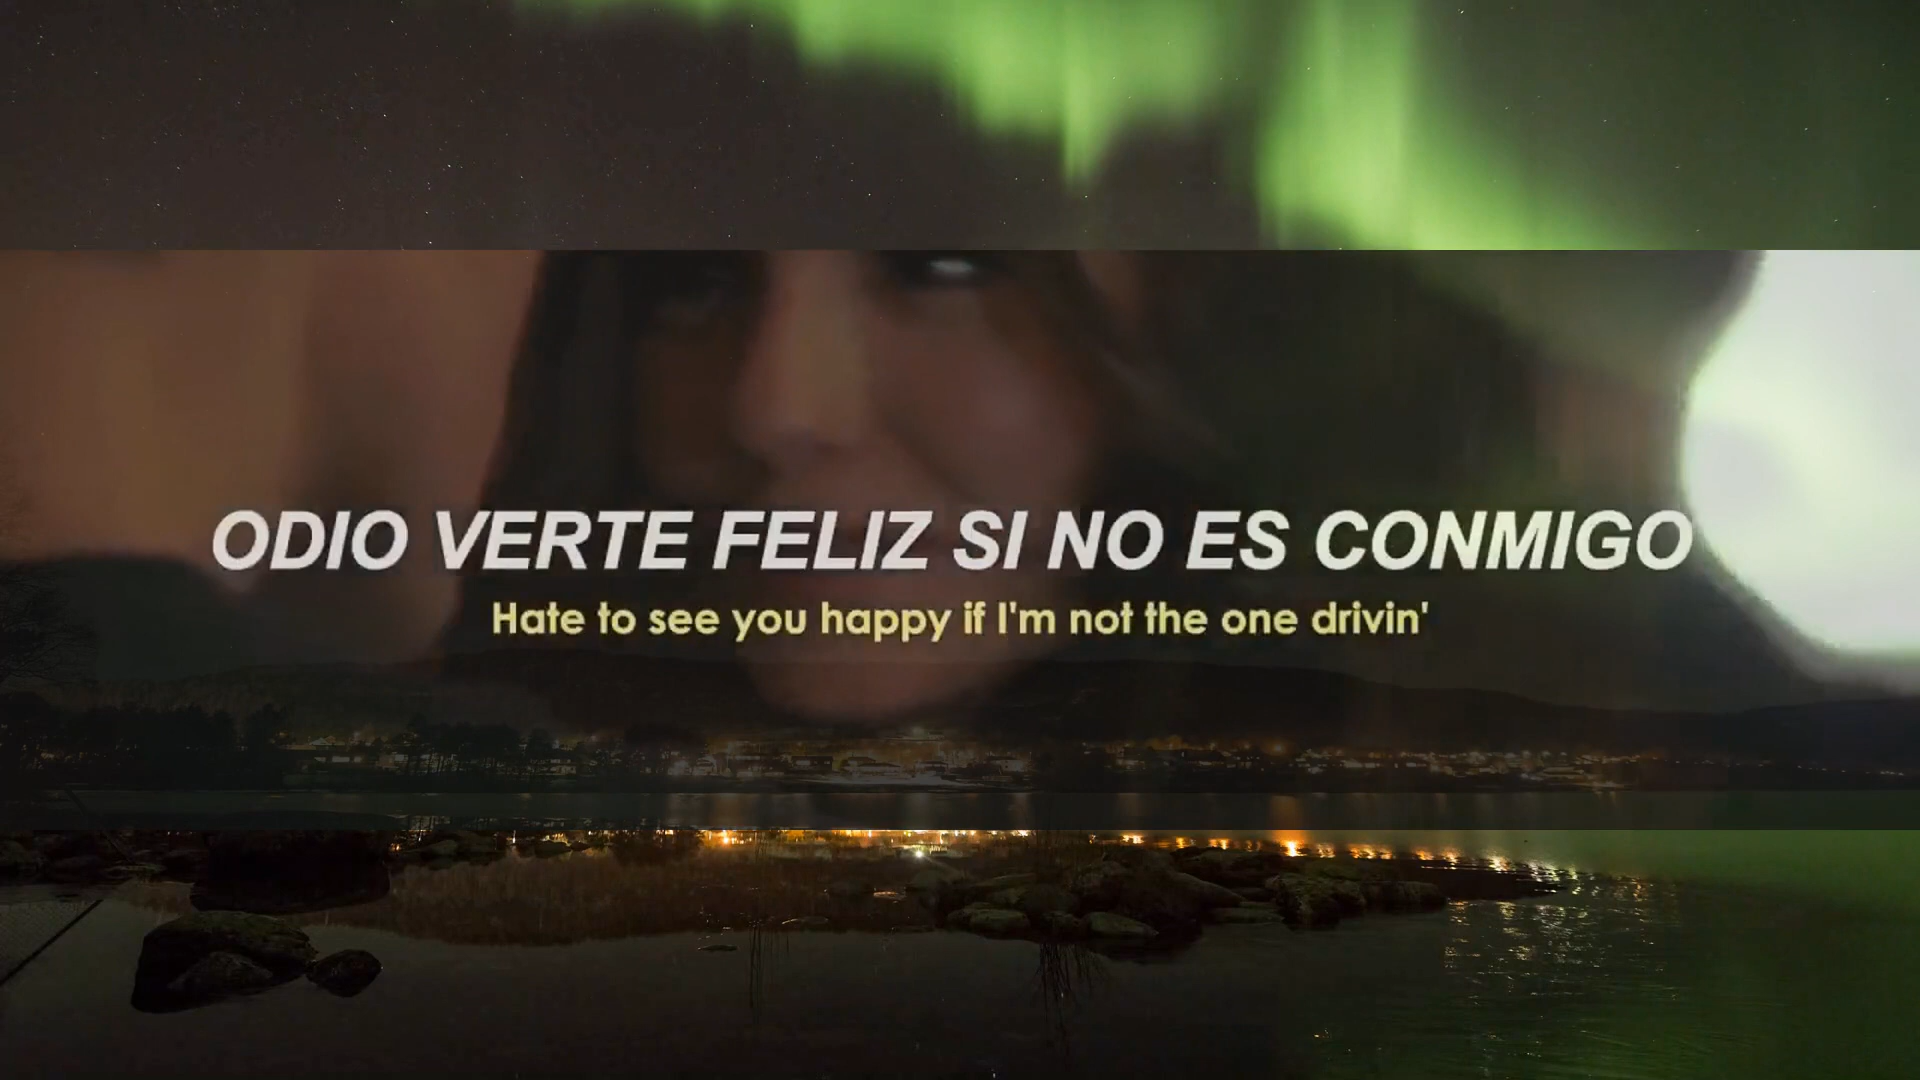 ODIO VERTE FELIZ SI NO ES CONMIGO
Hate to see you happy if I'm not the one drivin'